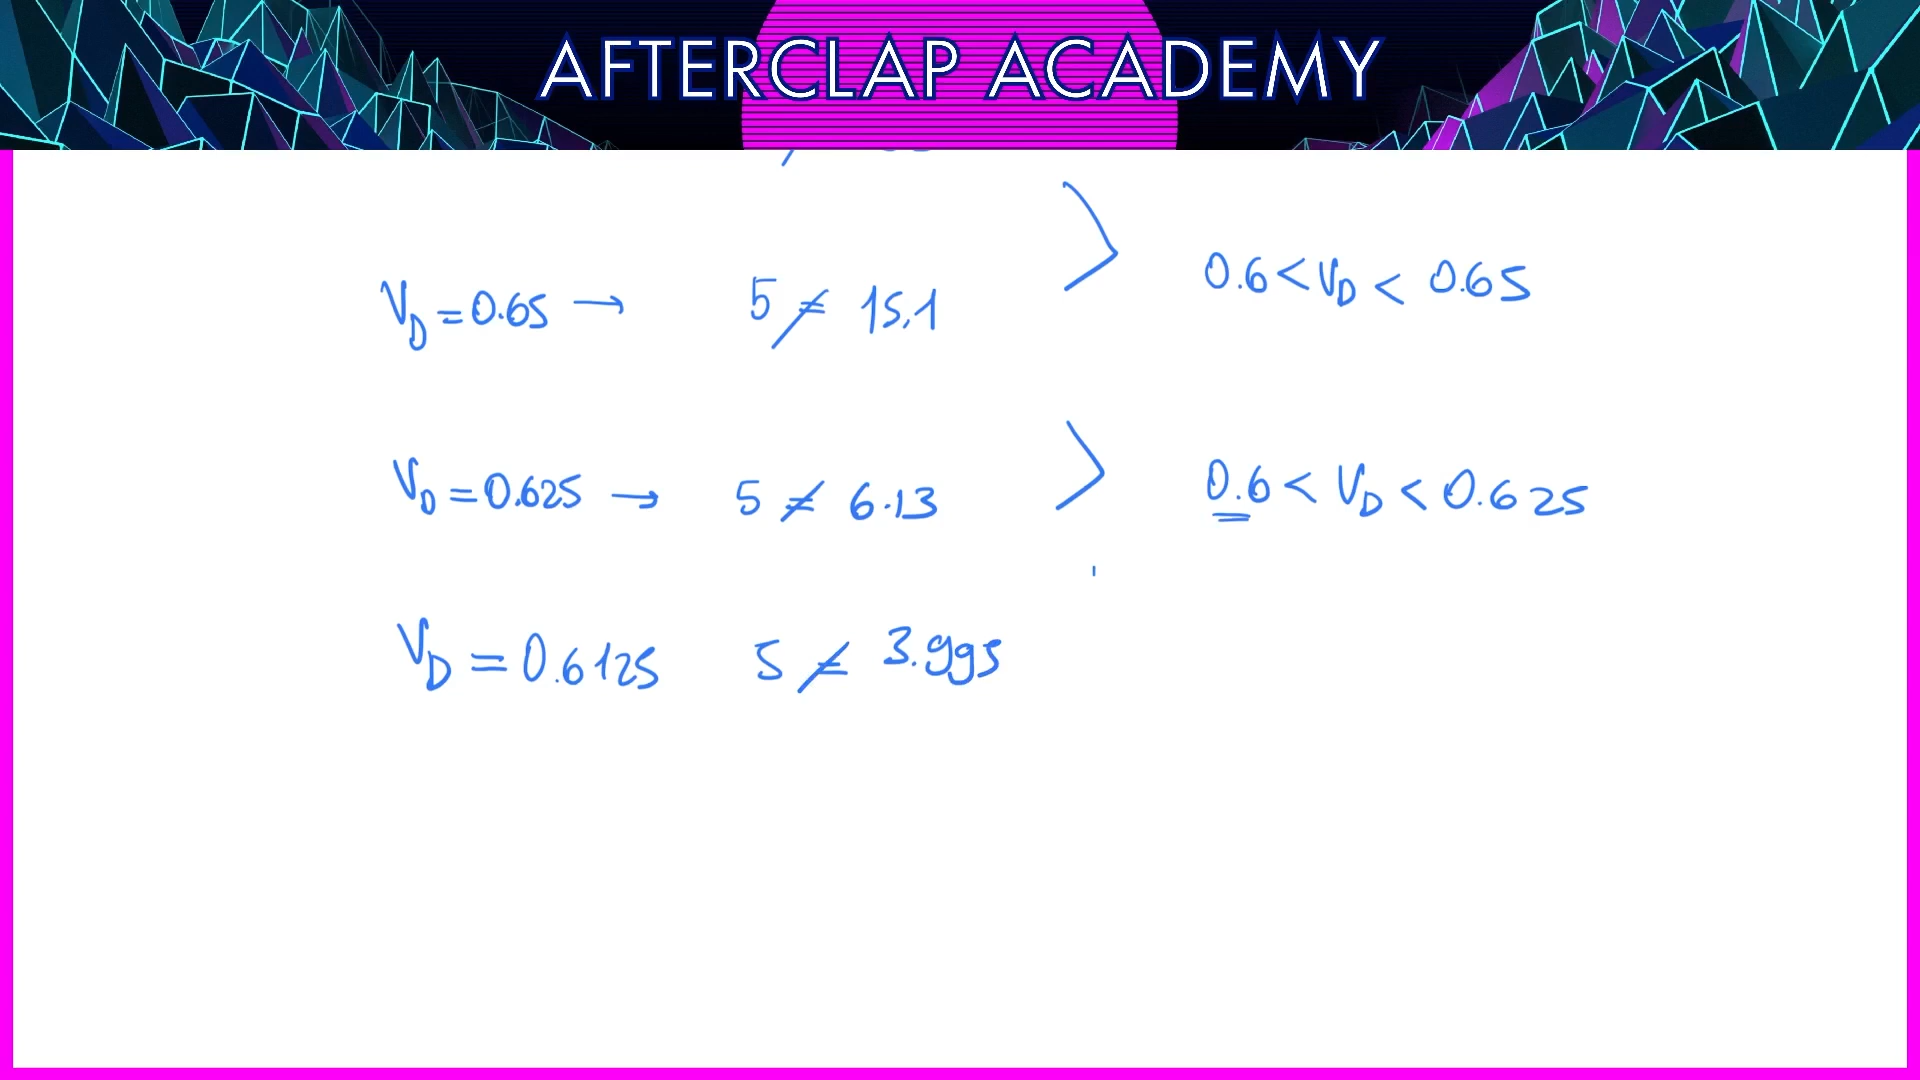 AFTERCLAP ACADEMY
V_D = 0.65 → 5 ≠ 15.1
0.6 < V_D < 0.65
V_D = 0.625 → 5 ≠ 6.13
0.6 < V_D < 0.625
V_D = 0.6125 5 ≠ 3.995